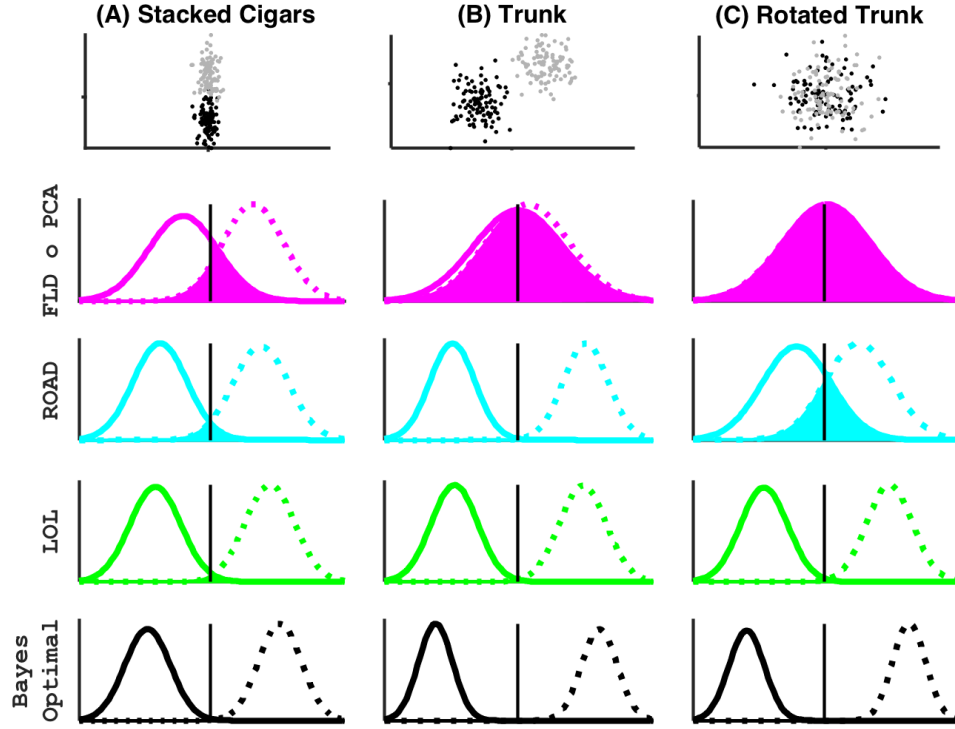 (A) Stacked Cigars
(B) Trunk
(C) Rotated Trunk
FLD o PCA
ROAD
LOL
Bayes
Optimal